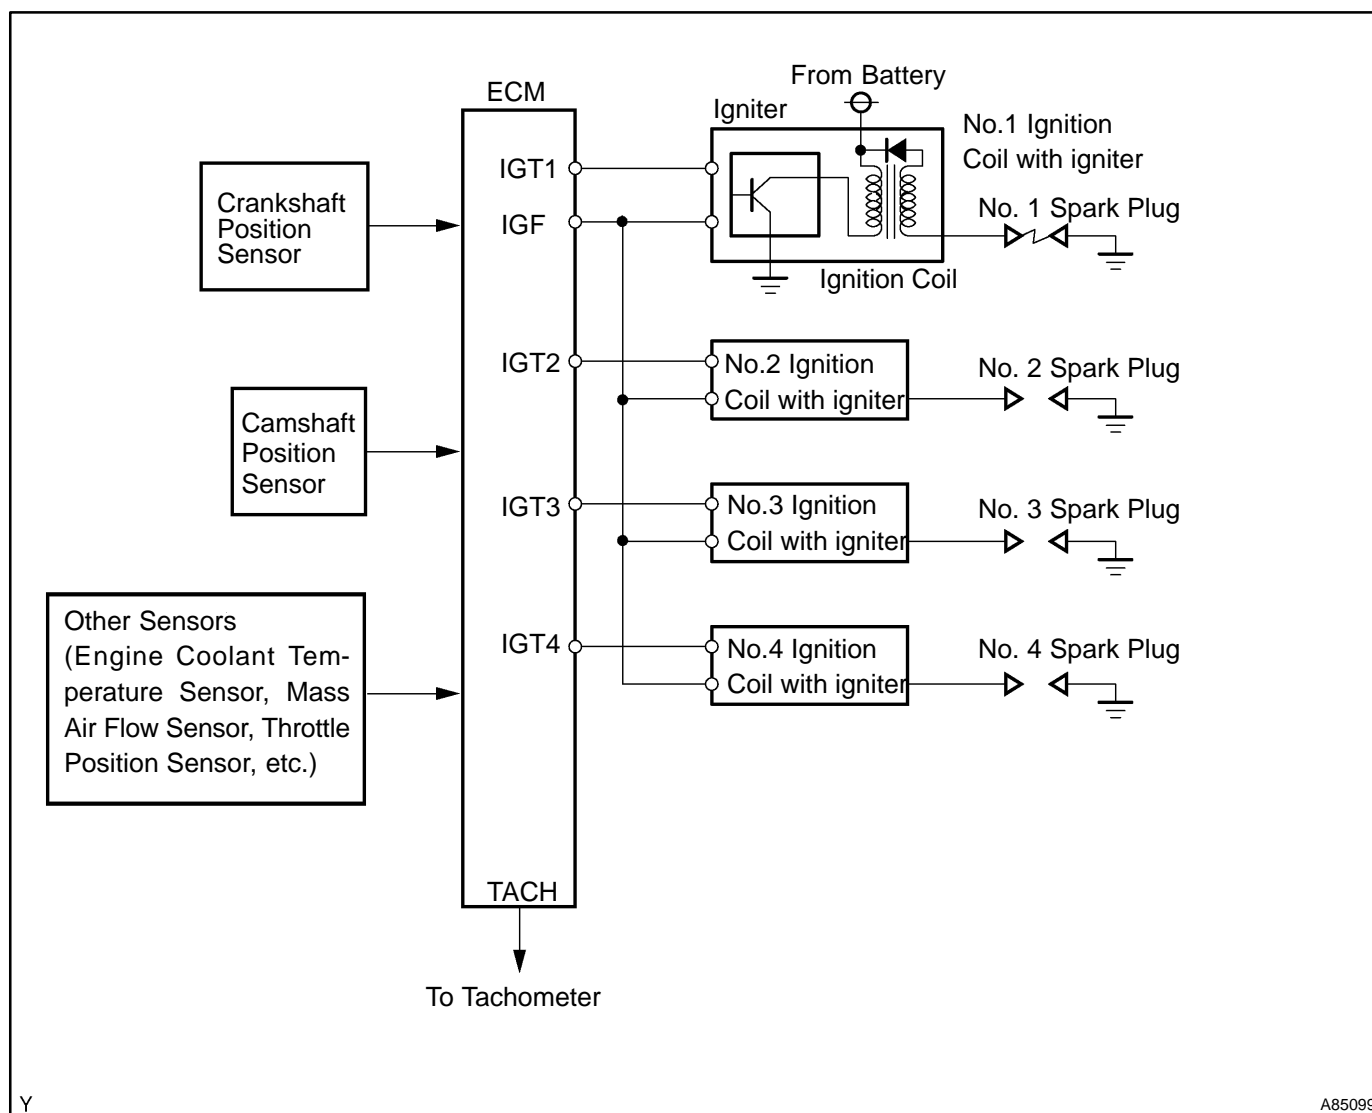 From Battery
ECM
Igniter
No.1 Ignition
Coil with igniter
IGT1
Crankshaft
Position
Sensor
No. 1 Spark Plug
IGF
Ignition Coil
IGT2
No.2 Ignition
Coil with igniter
No. 2 Spark Plug
Camshaft
Position
Sensor
IGT3
No.3 Ignition
Coil with igniter
No. 3 Spark Plug
Other Sensors
(Engine Coolant Tem-
perature Sensor, Mass
Air Flow Sensor, Throttle
Position Sensor, etc.)
IGT4
No.4 Ignition
Coil with igniter
No. 4 Spark Plug
TACH
To Tachometer
Y
A85099